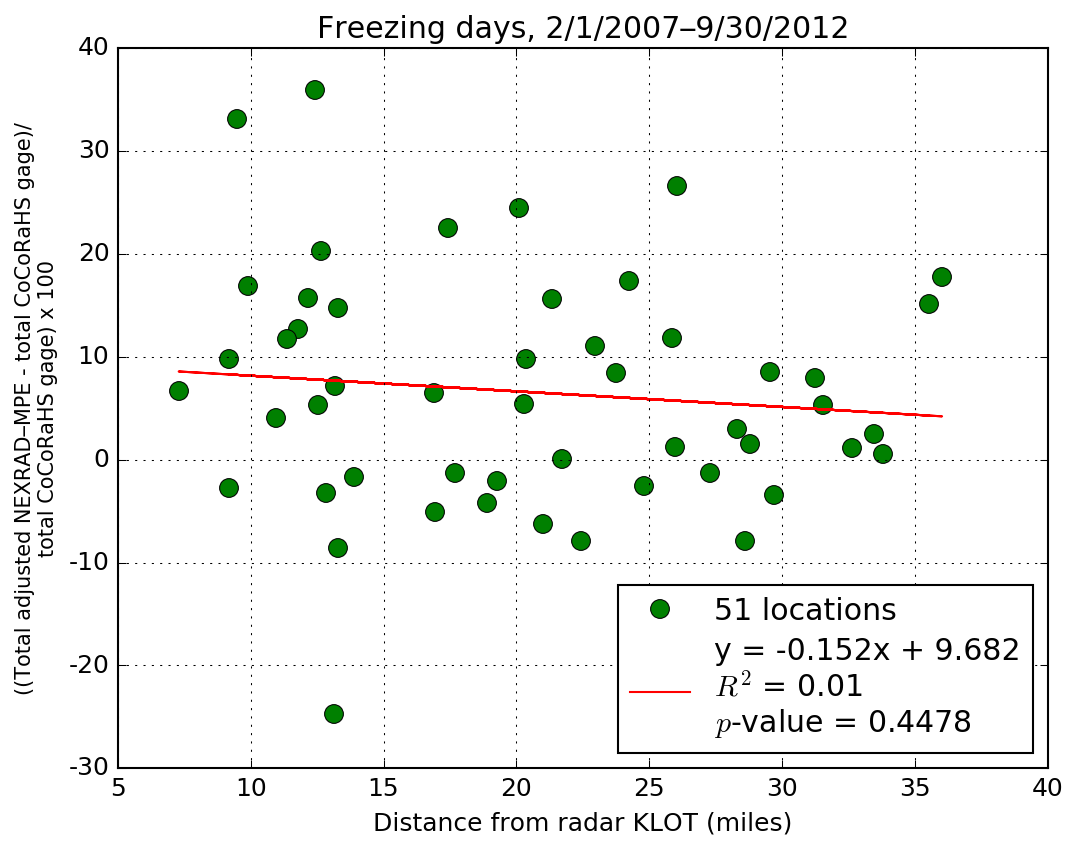 Freezing days, 2/1/2007–9/30/2012
((Total adjusted NEXRAD–MPE - total CoCoRaHS gage)/
total CoCoRaHS gage) x 100
40
30
20
10
0
-10
-20
-30
51 locations
y = -0.152x + 9.682
R² = 0.01
p-value = 0.4478
5 10 15 20 25 30 35 40
Distance from radar KLOT (miles)